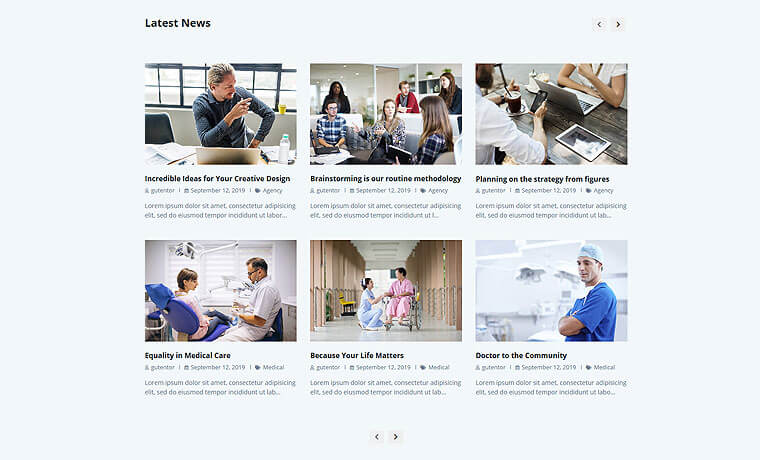 Latest News
Incredible Ideas for Your Creative Design
gutentor | September 12, 2019 | Agency
Lorem ipsum dolor sit amet, consectetur adipisicing
elit, sed do eiusmod tempor incididunt ut labor...
Brainstorming is our routine methodology
gutentor | September 12, 2019 | Agency
Lorem ipsum dolor sit amet, consectetur adipisicing
elit, sed do eiusmod tempor incididunt ut l...
Planning on the strategy from figures
gutentor | September 12, 2019 | Agency
Lorem ipsum dolor sit amet, consectetur adipisicing
elit, sed do eiusmod tempor incididunt ut lab...
Equality in Medical Care
gutentor | September 12, 2019 | Medical
Lorem ipsum dolor sit amet, consectetur adipisicing
elit, sed do eiusmod tempor incididunt ut lab...
Because Your Life Matters
gutentor | September 12, 2019 | Medical
Lorem ipsum dolor sit amet, consectetur adipisicing
elit, sed do eiusmod tempor incididunt ut lab...
Doctor to the Community
gutentor | September 12, 2019 | Medical
Lorem ipsum dolor sit amet, consectetur adipisicing
elit, sed do eiusmod tempor incididunt ut lab...